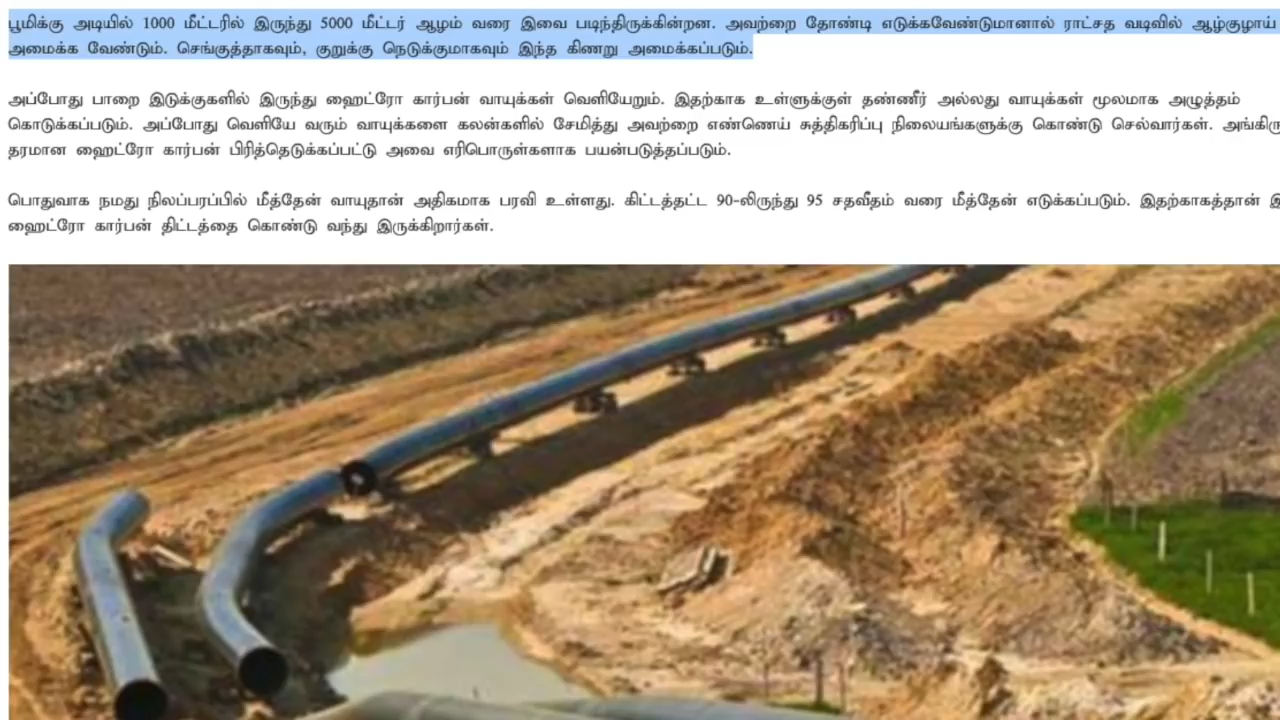 பூமிக்கு அடியில் 1000 மீட்டரில் இருந்து 5000 மீட்டர் ஆழம் வரை இவை படிந்திருக்கின்றன. அவற்றை தோண்டி எடுக்கவேண்டுமானால் ராட்சத வடிவில் ஆழ்குழாய்
அமைக்க வேண்டும். செங்குத்தாகவும், குறுக்கு நெடுக்குமாகவும் இந்த கிணறு அமைக்கப்படும்.
அப்போது பாறை இடுக்குகளில் இருந்து ஹைட்ரோ கார்பன் வாயுக்கள் வெளியேறும். இதற்காக உள்ளுக்குள் தண்ணீர் அல்லது வாயுக்கள் மூலமாக அழுத்தம்
கொடுக்கப்படும். அப்போது வெளியே வரும் வாயுக்களை கலன்களில் சேமித்து அவற்றை எண்ணெய் சுத்திகரிப்பு நிலையங்களுக்கு கொண்டு செல்வார்கள்.
தரமான ஹைட்ரோ கார்பன் பிரித்தெடுக்கப்பட்டு அவை எரிபொருள்களாக பயன்படுத்தப்படும்.
பொதுவாக நமது நிலப்பரப்பில் மீத்தேன் வாயுதான் அதிகமாக பரவி உள்ளது. கிட்டத்தட்ட 90-லிருந்து 95 சதவீதம் வரை மீத்தேன் எடுக்கப்படும். இதற்காகத்தான்
ஹைட்ரோ கார்பன் திட்டத்தை கொண்டு வந்து இருக்கிறார்கள்.